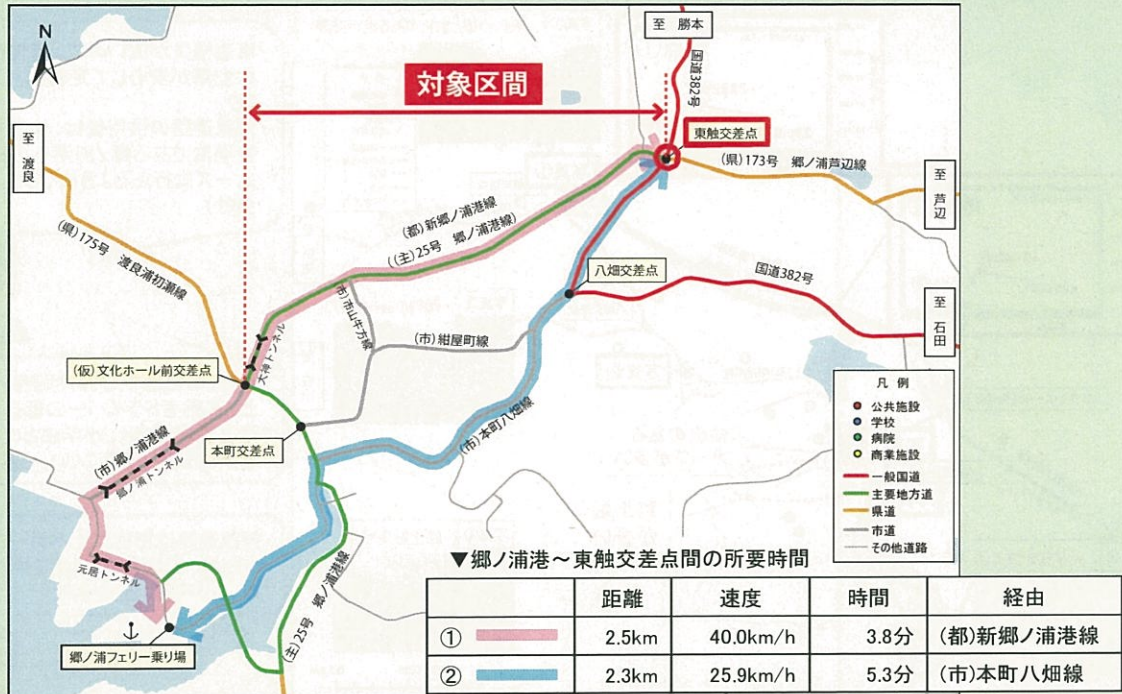 N
至 勝本
国道382号
対象区間
東触交差点
至 渡良
(県)173号 郷ノ浦芦辺線
至 芦辺
(都)新郷ノ浦港線
((主)25号 郷ノ浦港線)
(県)175号 渡良浦初瀬線
八畑交差点
国道382号
至 石田
(市)市山牛方線
(市)紺屋町線
大神トンネル
(仮)文化ホール前交差点
本町交差点
(市)本町八畑線
(市)郷ノ浦港線
郷ノ浦トンネル
元居トンネル
(主)25号 郷ノ浦港線
郷ノ浦フェリー乗り場
凡 例
公共施設
学校
病院
商業施設
一般国道
主要地方道
県道
市道
その他道路
▼郷ノ浦港~東触交差点間の所要時間
距離 速度 時間 経由
① 2.5km 40.0km/h 3.8分 (都)新郷ノ浦港線
② 2.3km 25.9km/h 5.3分 (市)本町八畑線